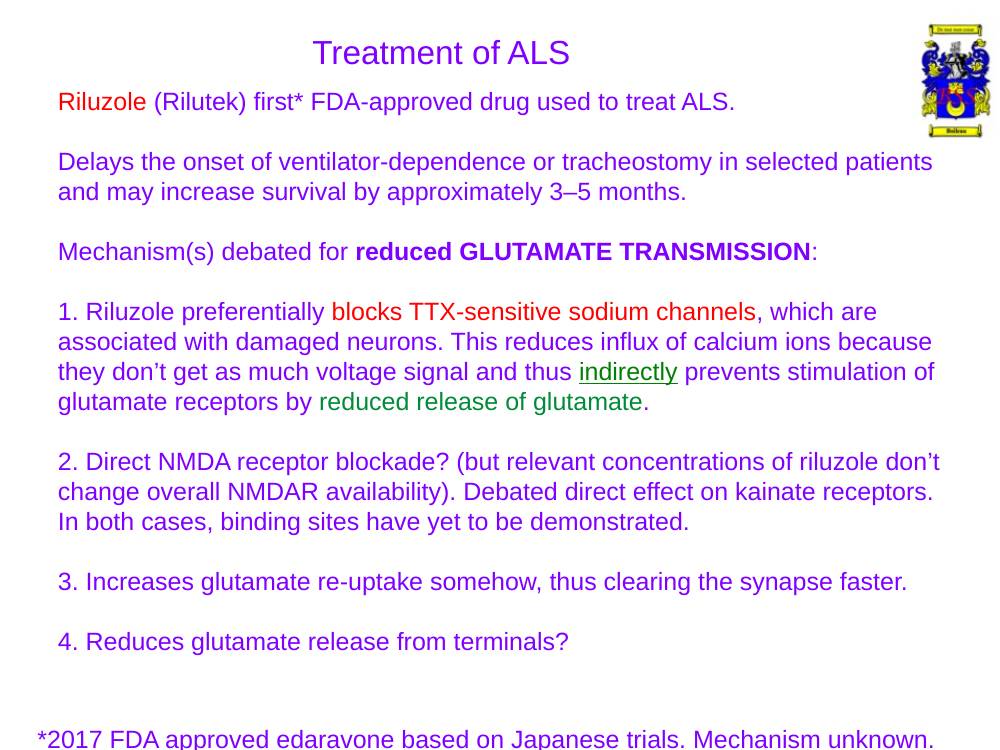 Treatment of ALS
Riluzole (Rilutek) first* FDA-approved drug used to treat ALS.
Delays the onset of ventilator-dependence or tracheostomy in selected patients
and may increase survival by approximately 3–5 months.
Mechanism(s) debated for reduced GLUTAMATE TRANSMISSION:
1. Riluzole preferentially blocks TTX-sensitive sodium channels, which are
associated with damaged neurons. This reduces influx of calcium ions because
they don’t get as much voltage signal and thus indirectly prevents stimulation of
glutamate receptors by reduced release of glutamate.
2. Direct NMDA receptor blockade? (but relevant concentrations of riluzole don’t
change overall NMDAR availability). Debated direct effect on kainate receptors.
In both cases, binding sites have yet to be demonstrated.
3. Increases glutamate re-uptake somehow, thus clearing the synapse faster.
4. Reduces glutamate release from terminals?
*2017 FDA approved edaravone based on Japanese trials. Mechanism unknown.